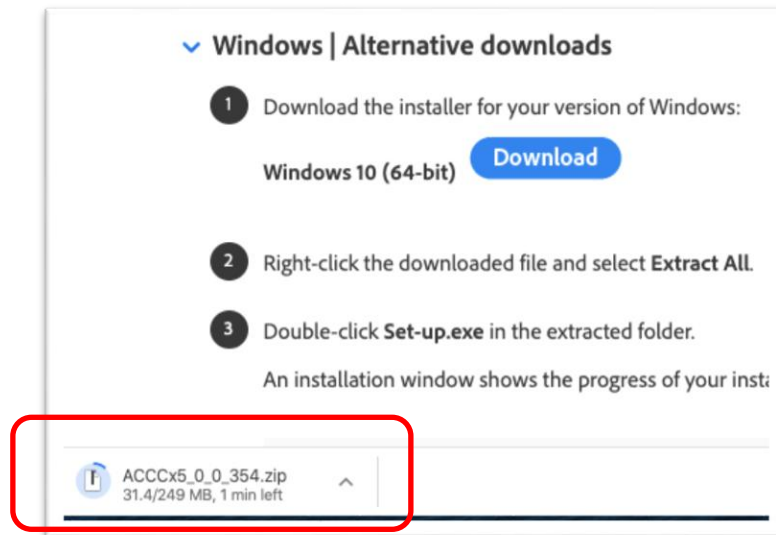 Windows | Alternative downloads
1 Download the installer for your version of Windows:
Windows 10 (64-bit) Download
2 Right-click the downloaded file and select Extract All.
3 Double-click Set-up.exe in the extracted folder.
An installation window shows the progress of your
ACCCx5_0_0_354.zip
31.4/249 MB, 1 min left